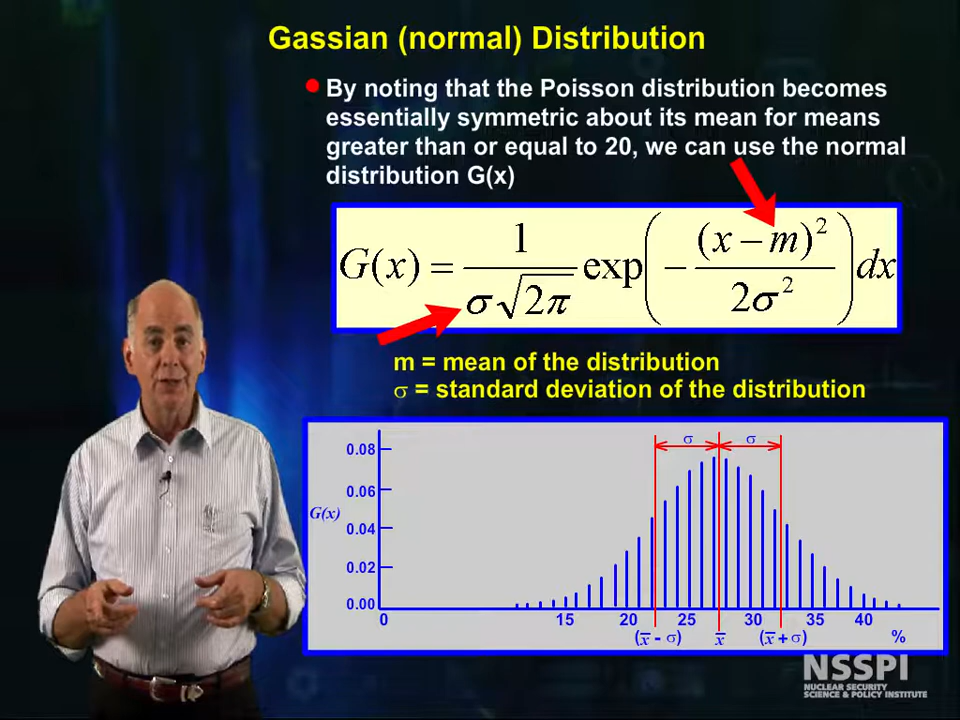 Gassian (normal) Distribution
By noting that the Poisson distribution becomes
essentially symmetric about its mean for means
greater than or equal to 20, we can use the normal
distribution G(x)
G(x) = 1/(σ√2π) exp(−(x−m)²/2σ²)dx
m = mean of the distribution
σ = standard deviation of the distribution
σ σ
0.08
0.06
G(x)
0.04
0.02
0.00
0 15 20 25 30 35 40
(x̅ - σ) x̅ (x̅ + σ) %
NSSPI
NUCLEAR SECURITY
SCIENCE & POLICY INSTITUTE